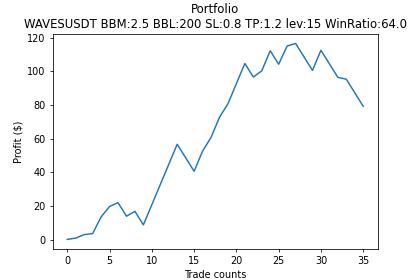 Portfolio
WAVESUSDT BBM:2.5 BBL:200 SL:0.8 TP:1.2 lev:15 WinRatio:64.0
120
100
80
60
40
20
0
Profit ($)
0 5 10 15 20 25 30 35
Trade counts